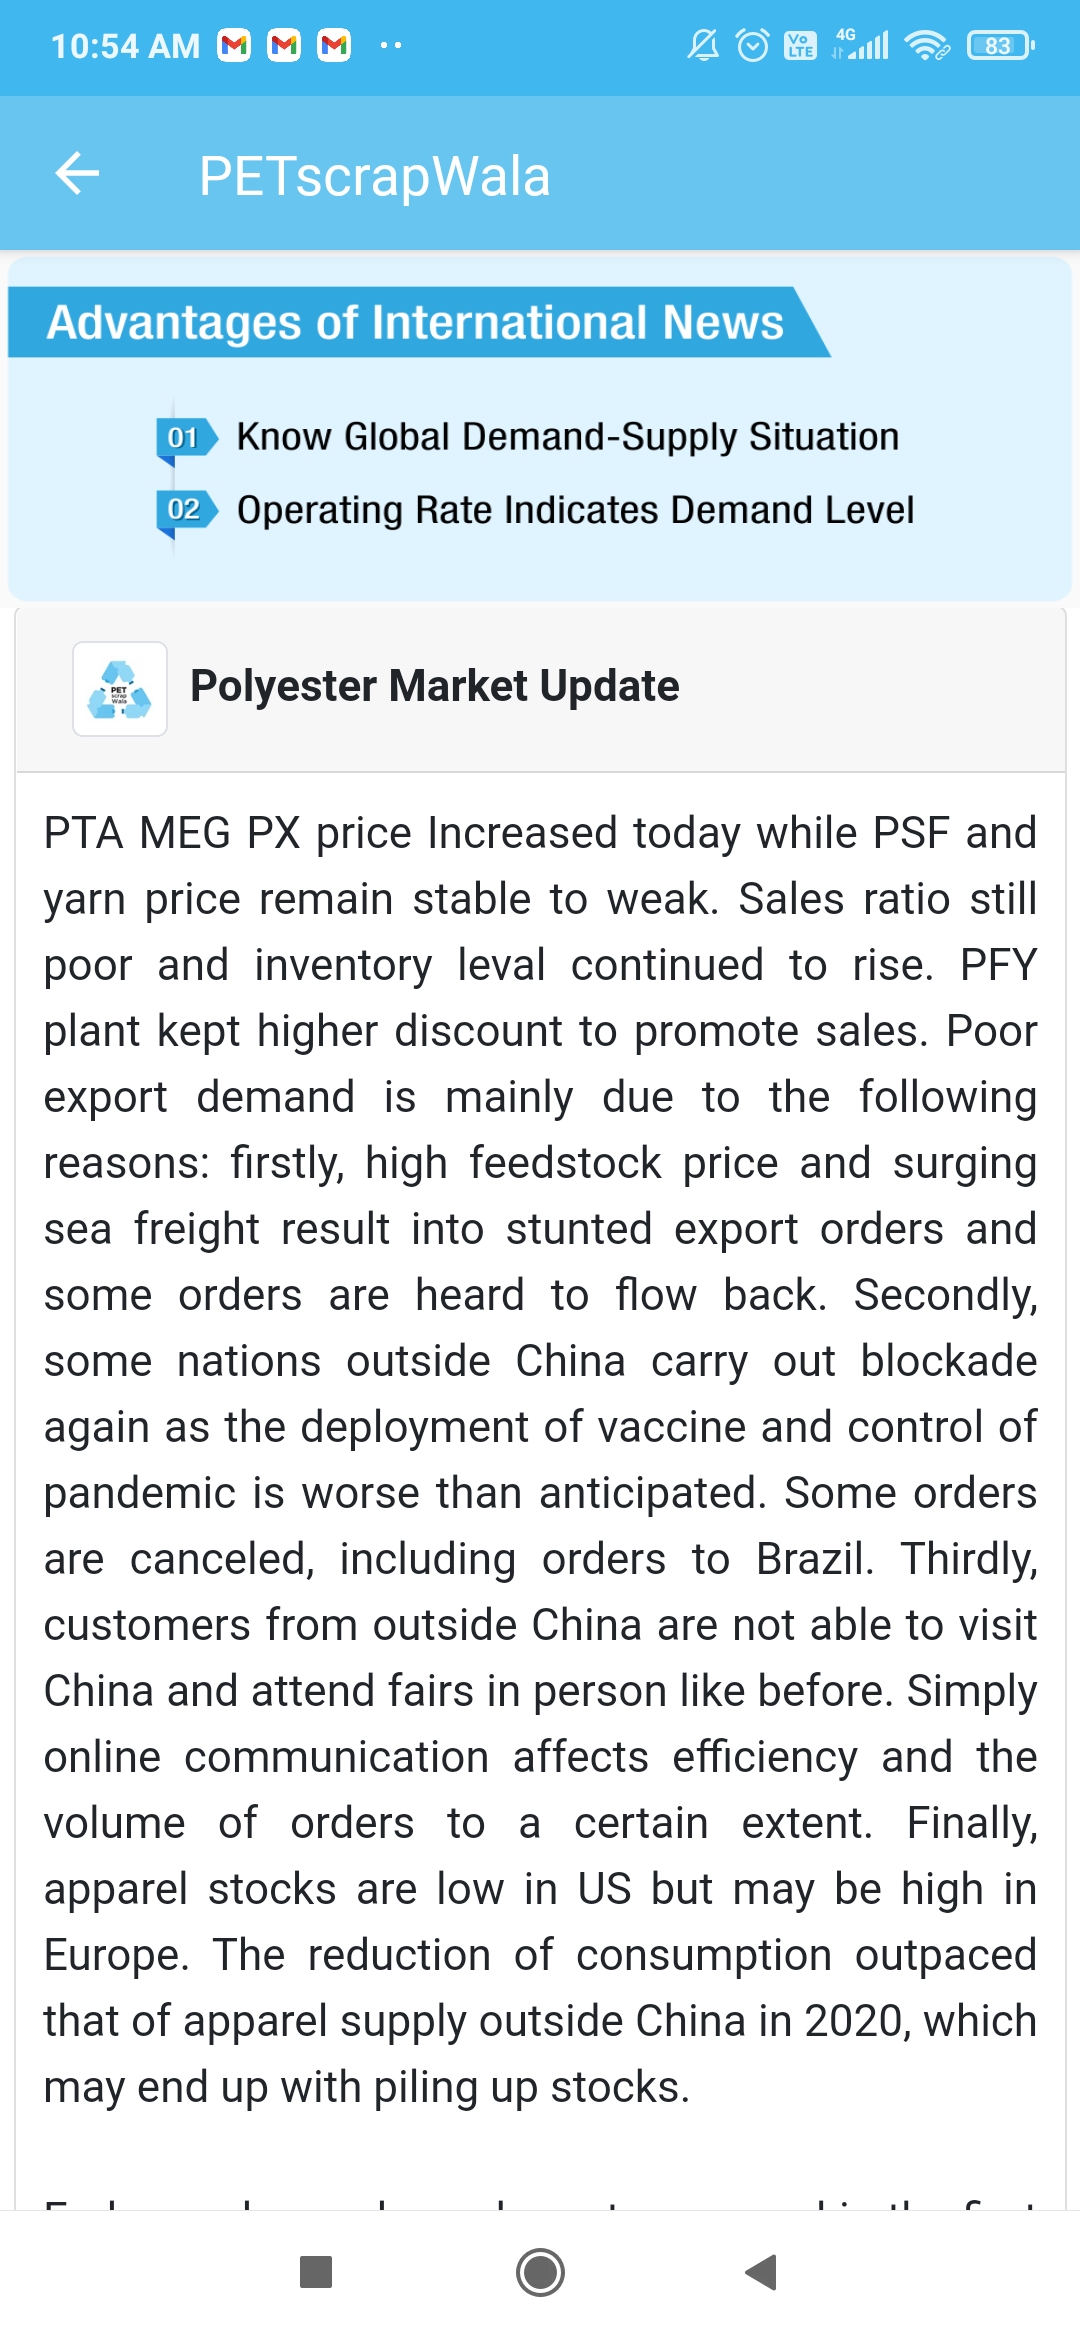 10:54 AM
4G
VO
LTE
83
PETscrapWala
Advantages of International News
01 Know Global Demand-Supply Situation
02 Operating Rate Indicates Demand Level
PET
scrap
Wala
Polyester Market Update
PTA MEG PX price Increased today while PSF and
yarn price remain stable to weak. Sales ratio still
poor and inventory leval continued to rise. PFY
plant kept higher discount to promote sales. Poor
export demand is mainly due to the following
reasons: firstly, high feedstock price and surging
sea freight result into stunted export orders and
some orders are heard to flow back. Secondly,
some nations outside China carry out blockade
again as the deployment of vaccine and control of
pandemic is worse than anticipated. Some orders
are canceled, including orders to Brazil. Thirdly,
customers from outside China are not able to visit
China and attend fairs in person like before. Simply
online communication affects efficiency and the
volume of orders to a certain extent. Finally,
apparel stocks are low in US but may be high in
Europe. The reduction of consumption outpaced
that of apparel supply outside China in 2020, which
may end up with piling up stocks.